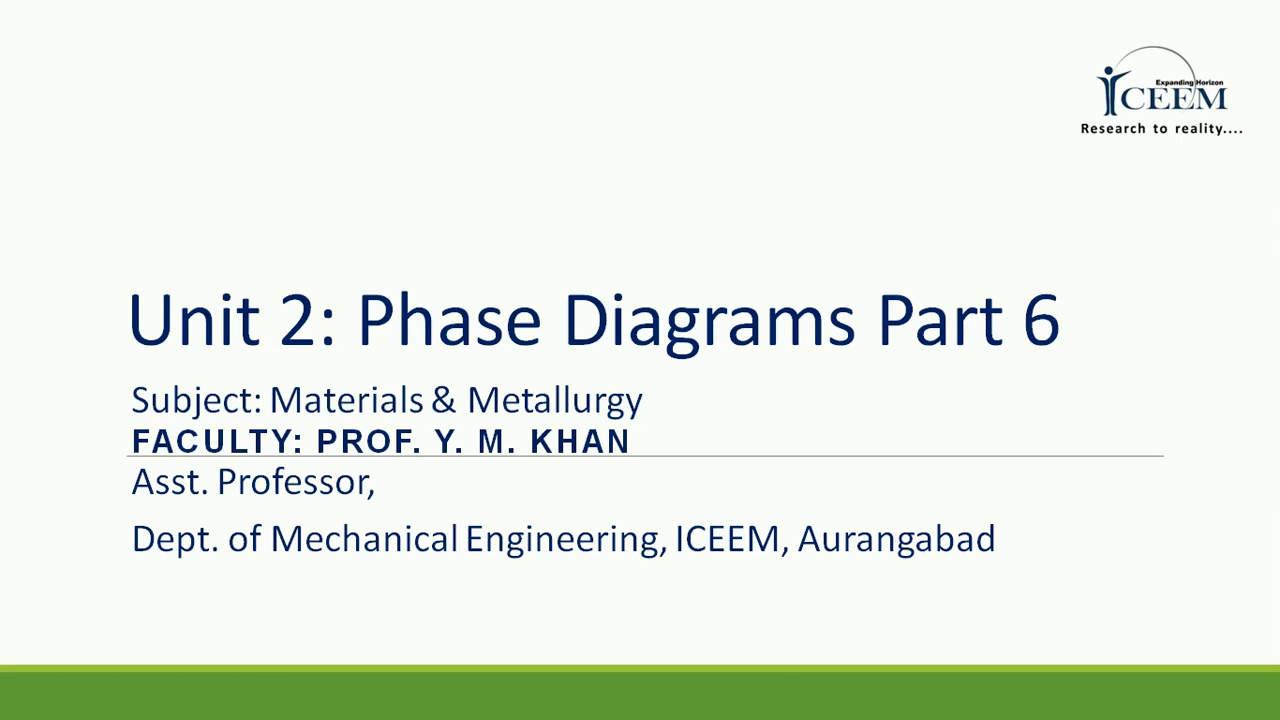 Expanding Horizon
ICEEM
Research to reality....
Unit 2: Phase Diagrams Part 6
Subject: Materials & Metallurgy
FACULTY: PROF. Y. M. KHAN
Asst. Professor,
Dept. of Mechanical Engineering, ICEEM, Aurangabad